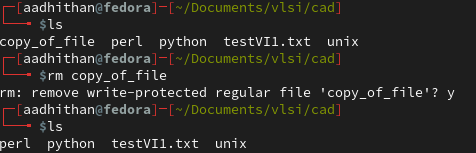 ┌─[aadhithan@fedora]─[~/Documents/vlsi/cad]
└──╼ $ls
copy_of_file  perl  python  testVI1.txt  unix
┌─[aadhithan@fedora]─[~/Documents/vlsi/cad]
└──╼ $rm copy_of_file
rm: remove write-protected regular file 'copy_of_file'? y
┌─[aadhithan@fedora]─[~/Documents/vlsi/cad]
└──╼ $ls
perl  python  testVI1.txt  unix